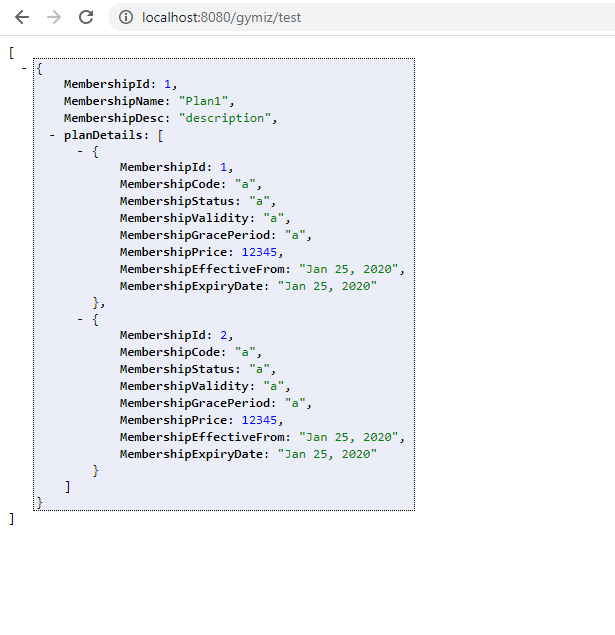 localhost:8080/gymiz/test
[
- {
MembershipId: 1,
MembershipName: "Plan1",
MembershipDesc: "description",
- planDetails: [
- {
MembershipId: 1,
MembershipCode: "a",
MembershipStatus: "a",
MembershipValidity: "a",
MembershipGracePeriod: "a",
MembershipPrice: 12345,
MembershipEffectiveFrom: "Jan 25, 2020",
MembershipExpiryDate: "Jan 25, 2020"
},
- {
MembershipId: 2,
MembershipCode: "a",
MembershipStatus: "a",
MembershipValidity: "a",
MembershipGracePeriod: "a",
MembershipPrice: 12345,
MembershipEffectiveFrom: "Jan 25, 2020",
MembershipExpiryDate: "Jan 25, 2020"
}
]
}
]